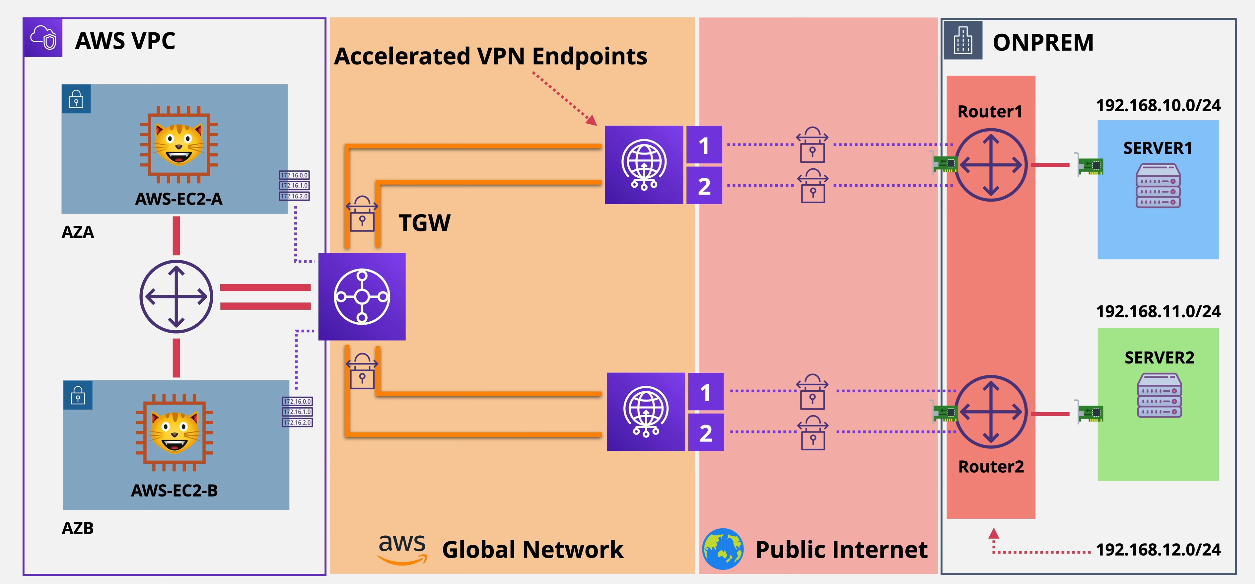 AWS VPC
Accelerated VPN Endpoints
ONPREM
AWS-EC2-A
172.16.0.0
172.16.1.0
172.16.2.0
AZA
TGW
1
2
Router1
192.168.10.0/24
SERVER1
AWS-EC2-B
172.16.0.0
172.16.1.0
172.16.2.0
AZB
1
2
Router2
192.168.11.0/24
SERVER2
aws Global Network
Public Internet
192.168.12.0/24